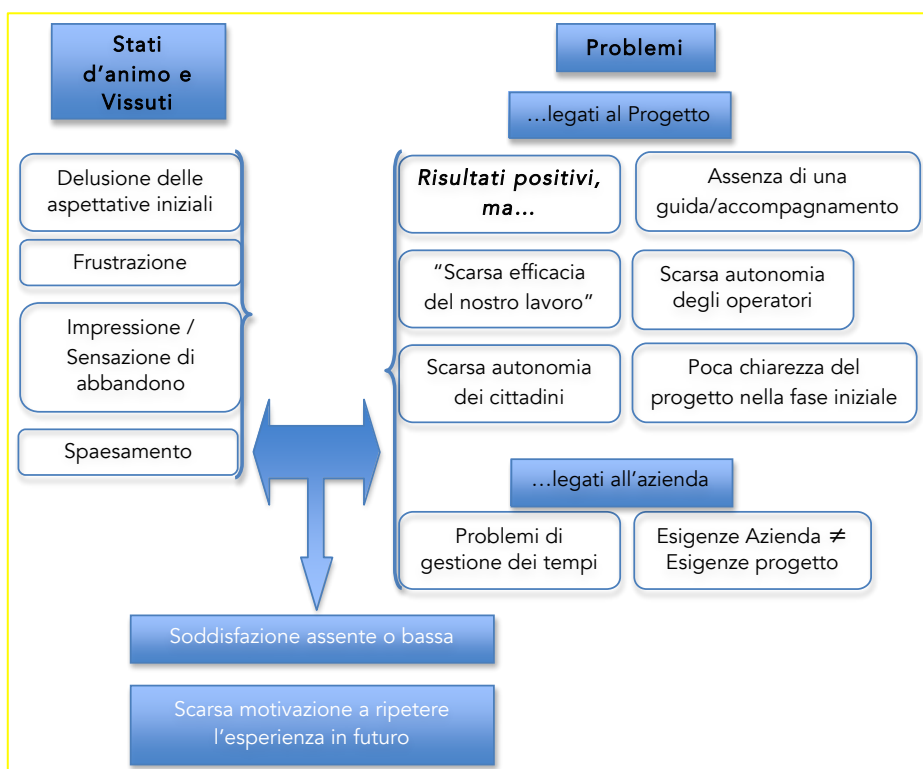 Stati
d'animo e
Vissuti
Delusione delle
aspettative iniziali
Frustrazione
Impressione /
Sensazione di
abbandono
Spaesamento
Problemi
...legati al Progetto
Risultati positivi,
ma...
Assenza di una
guida/accompagnamento
"Scarsa efficacia
del nostro lavoro"
Scarsa autonomia
degli operatori
Scarsa autonomia
dei cittadini
Poca chiarezza del
progetto nella fase iniziale
...legati all'azienda
Problemi di
gestione dei tempi
Esigenze Azienda ≠
Esigenze progetto
Soddisfazione assente o bassa
Scarsa motivazione a ripetere
l'esperienza in futuro